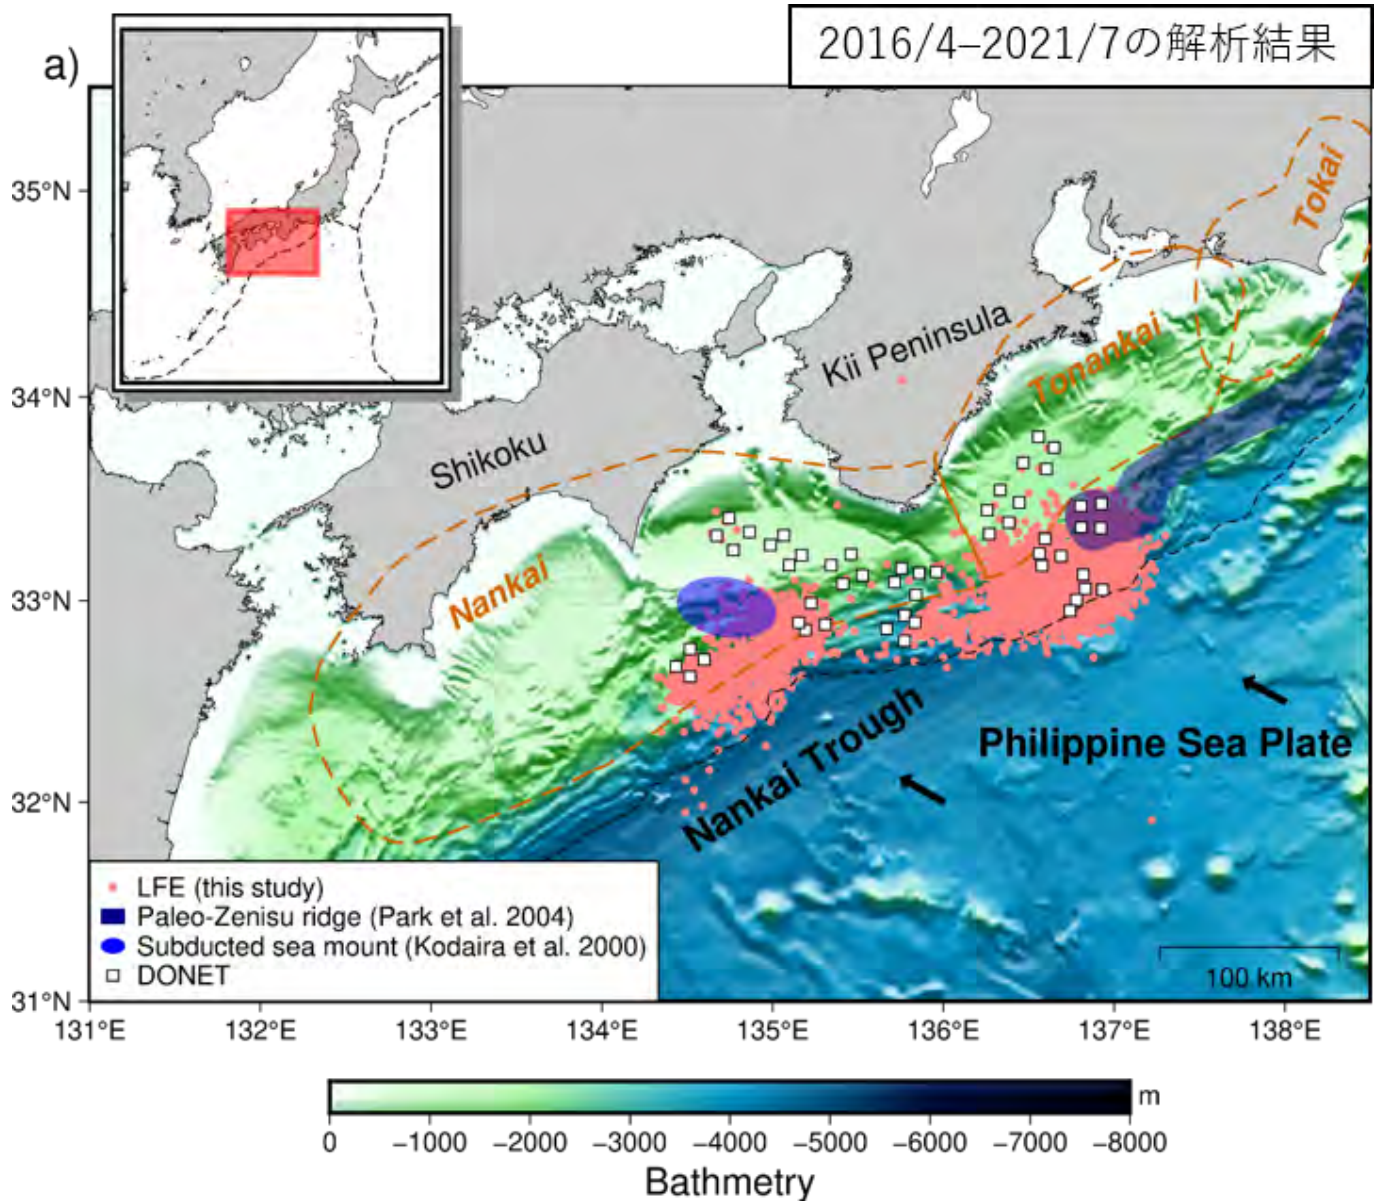 2016/4–2021/7の解析結果
a)
35°N
34°N
33°N
32°N
31°N
Tokai
Tonankai
Kii Peninsula
Shikoku
Nankai
Nankai Trough
Philippine Sea Plate
LFE (this study)
Paleo-Zenisu ridge (Park et al. 2004)
Subducted sea mount (Kodaira et al. 2000)
DONET
100 km
131°E 132°E 133°E 134°E 135°E 136°E 137°E 138°E
m
0 −1000 −2000 −3000 −4000 −5000 −6000 −7000 −8000
Bathmetry